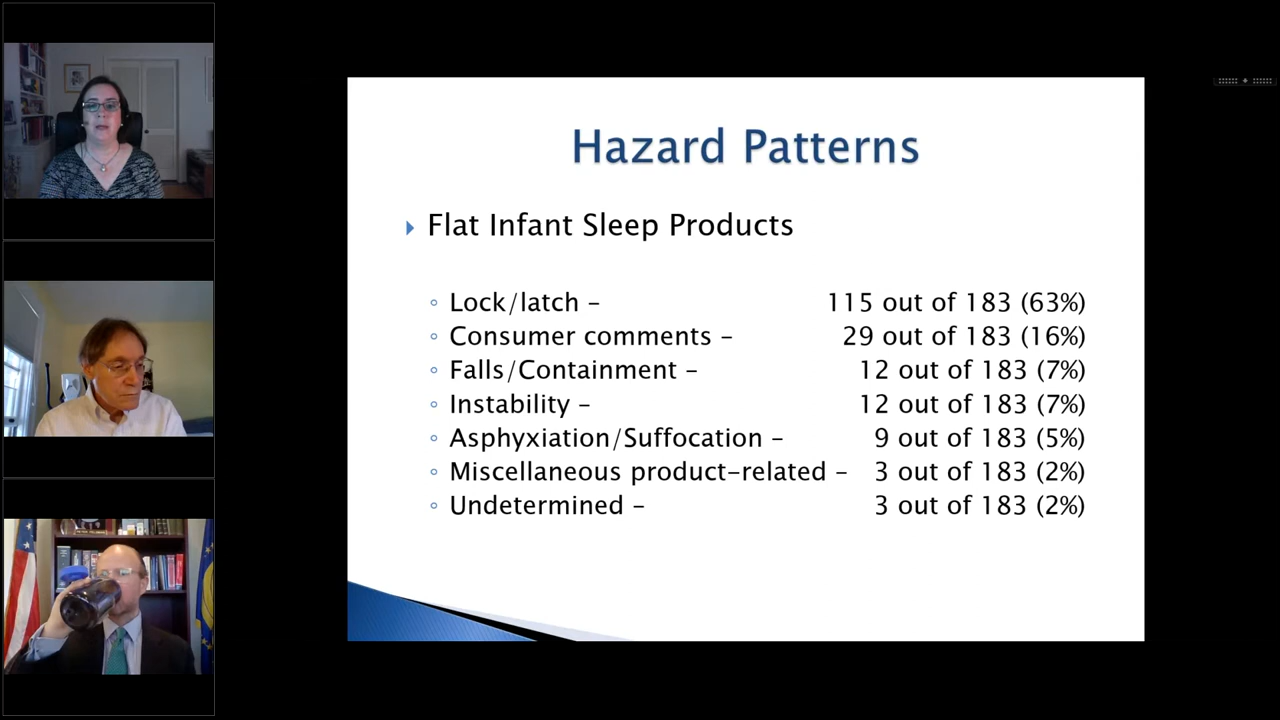 Hazard Patterns
Flat Infant Sleep Products
Lock/latch – 115 out of 183 (63%)
Consumer comments – 29 out of 183 (16%)
Falls/Containment – 12 out of 183 (7%)
Instability – 12 out of 183 (7%)
Asphyxiation/Suffocation – 9 out of 183 (5%)
Miscellaneous product-related – 3 out of 183 (2%)
Undetermined – 3 out of 183 (2%)